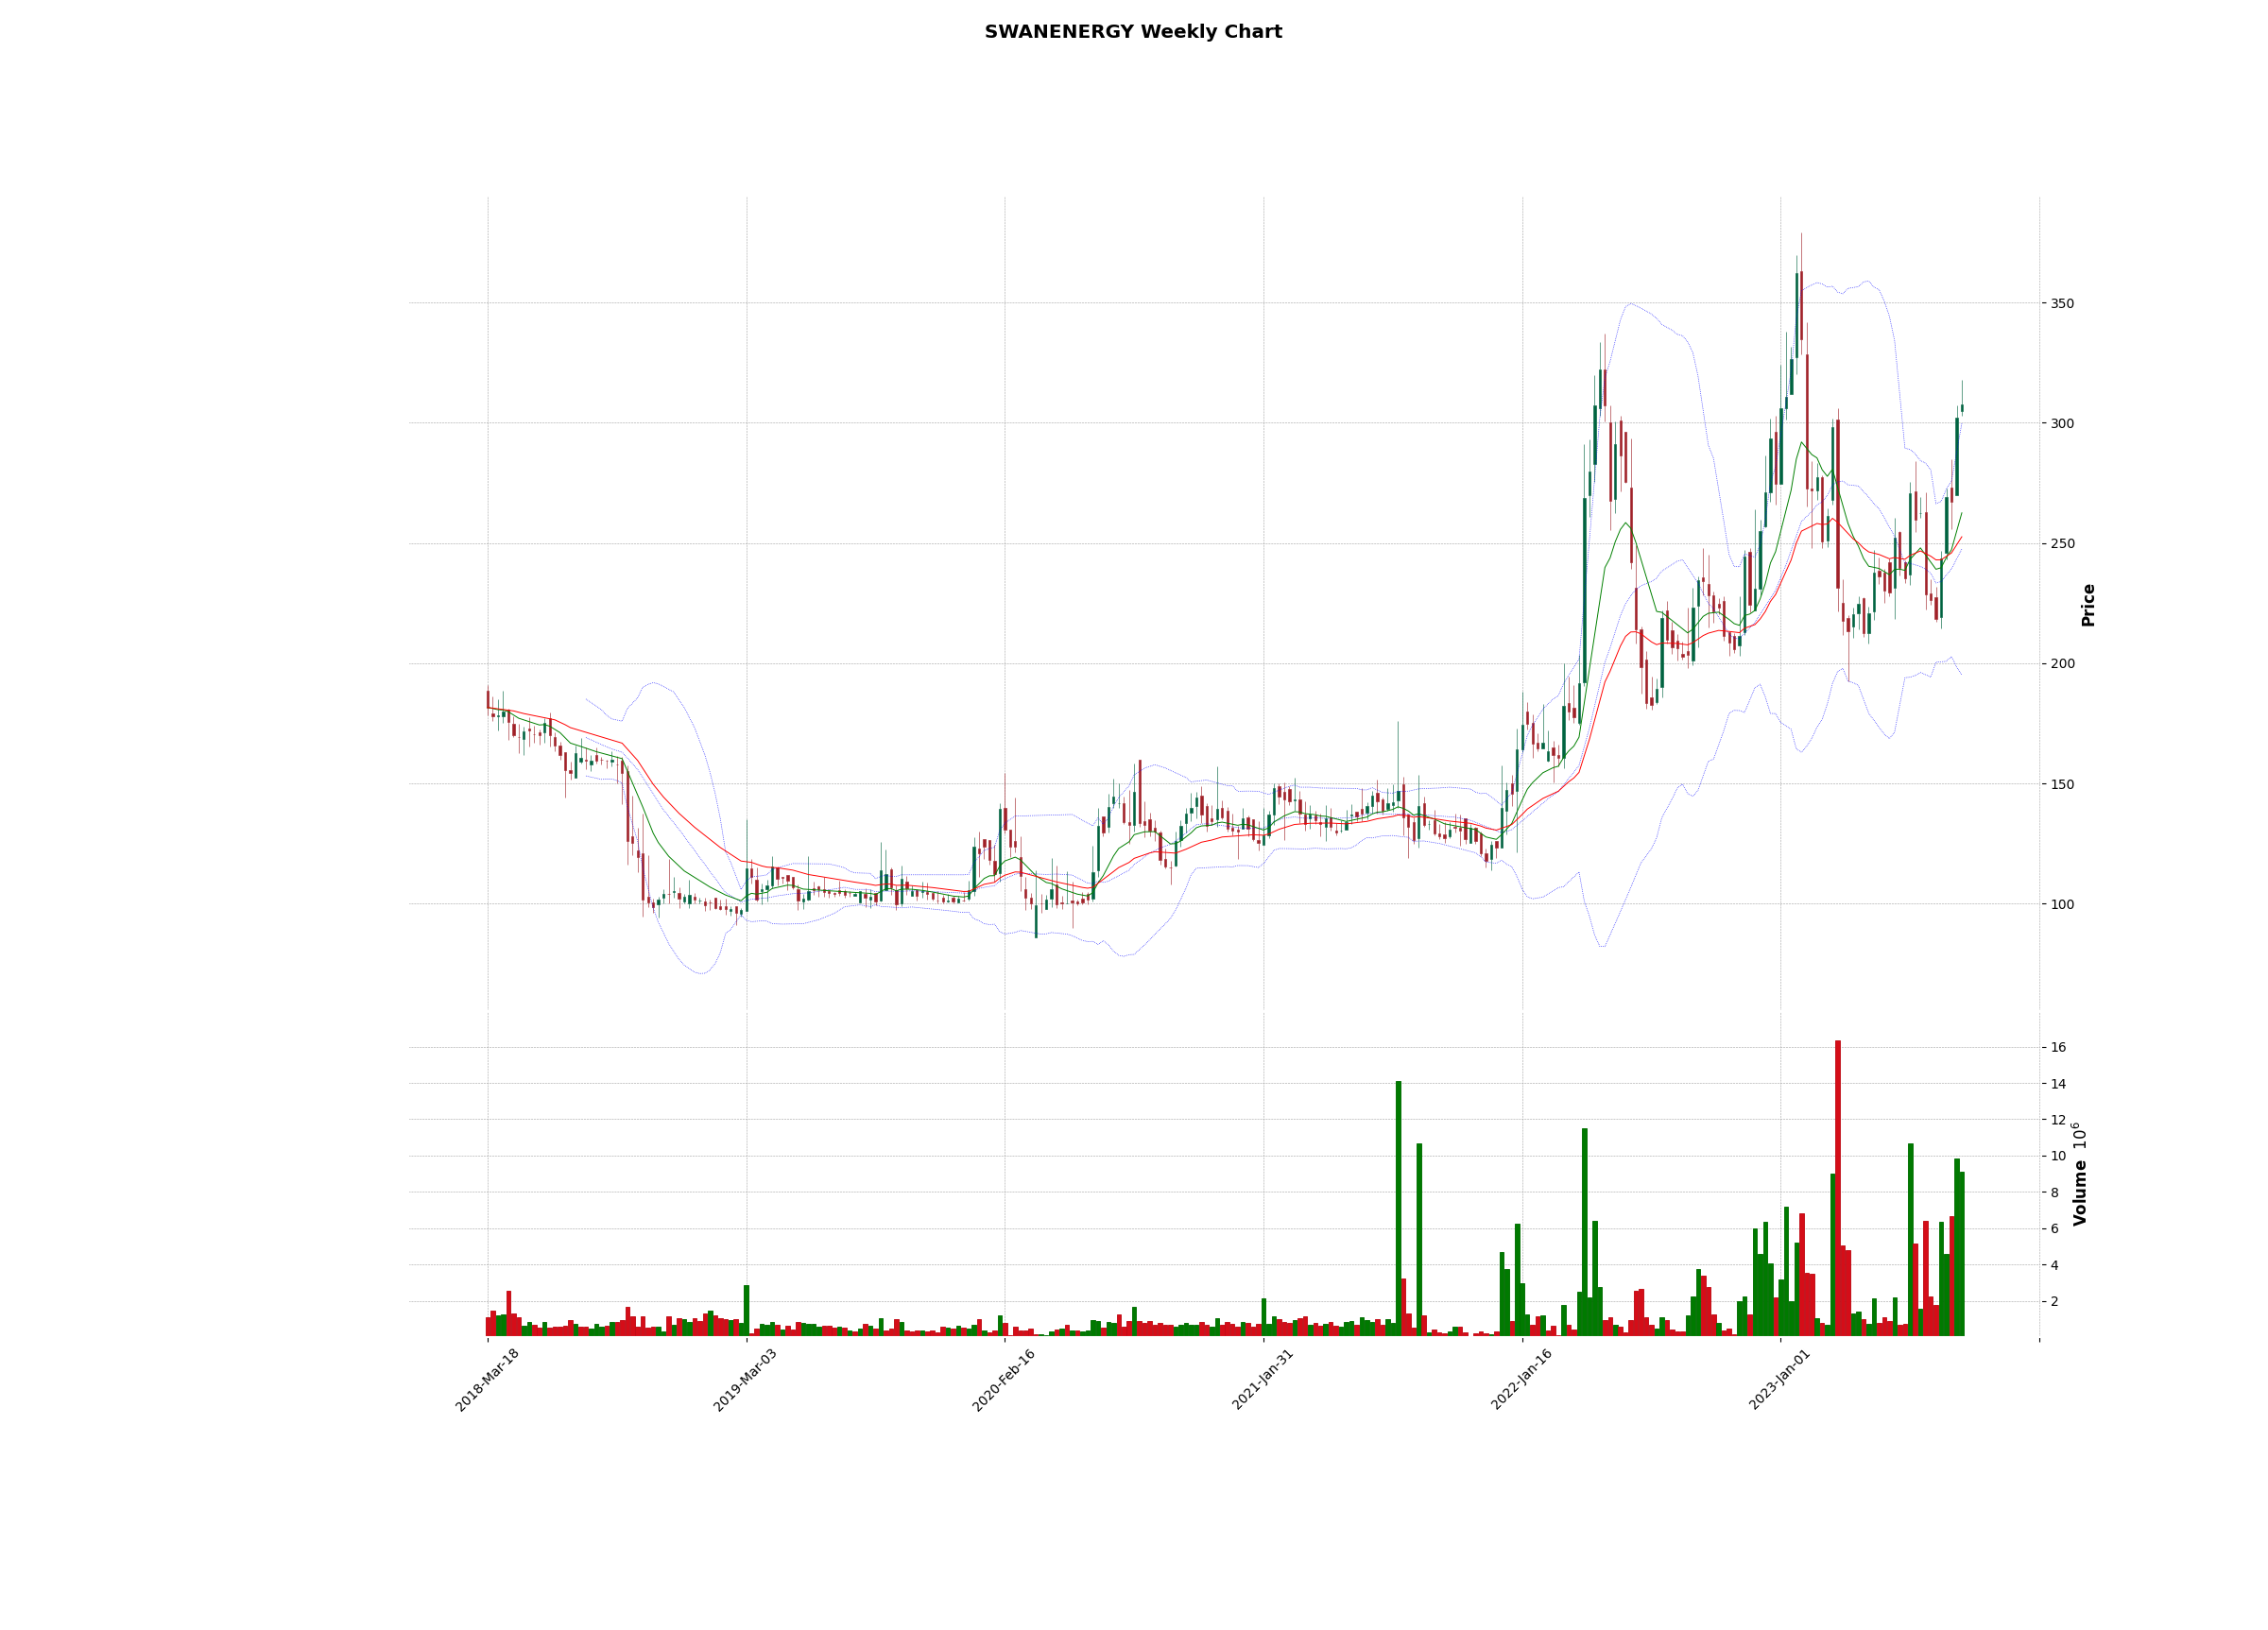 SWANENERGY Weekly Chart
350
300
250
200
150
100
Price
16
14
12
10
8
6
4
2
Volume 10^6
2018-Mar-18
2019-Mar-03
2020-Feb-16
2021-Jan-31
2022-Jan-16
2023-Jan-01